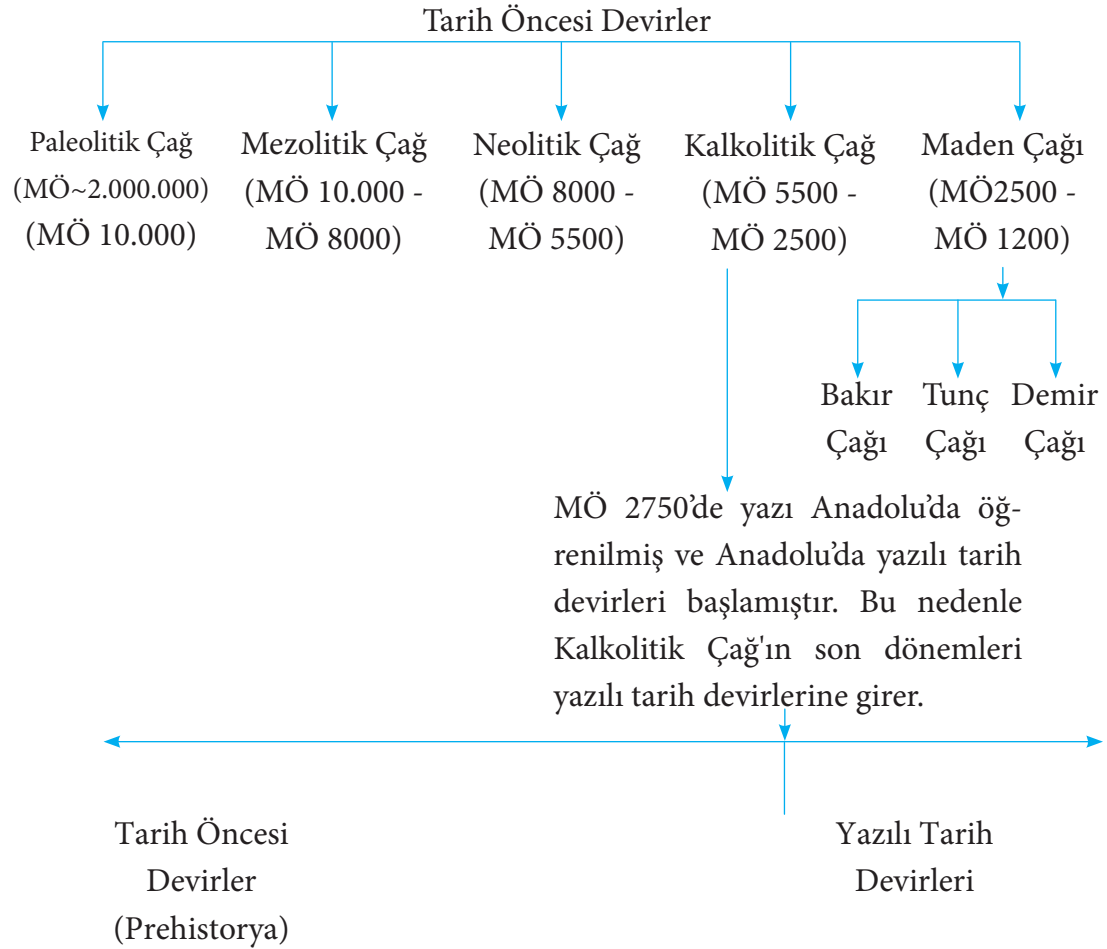 Tarih Öncesi Devirler
Paleolitik Çağ
(MÖ~2.000.000)
(MÖ 10.000)
Mezolitik Çağ
(MÖ 10.000 -
MÖ 8000)
Neolitik Çağ
(MÖ 8000 -
MÖ 5500)
Kalkolitik Çağ
(MÖ 5500 -
MÖ 2500)
Maden Çağı
(MÖ2500 -
MÖ 1200)
Bakır
Çağı
Tunç
Çağı
Demir
Çağı
MÖ 2750’de yazı Anadolu’da öğ-
renilmiş ve Anadolu’da yazılı tarih
devirleri başlamıştır. Bu nedenle
Kalkolitik Çağ'ın son dönemleri
yazılı tarih devirlerine girer.
Tarih Öncesi
Devirler
(Prehistorya)
Yazılı Tarih
Devirleri